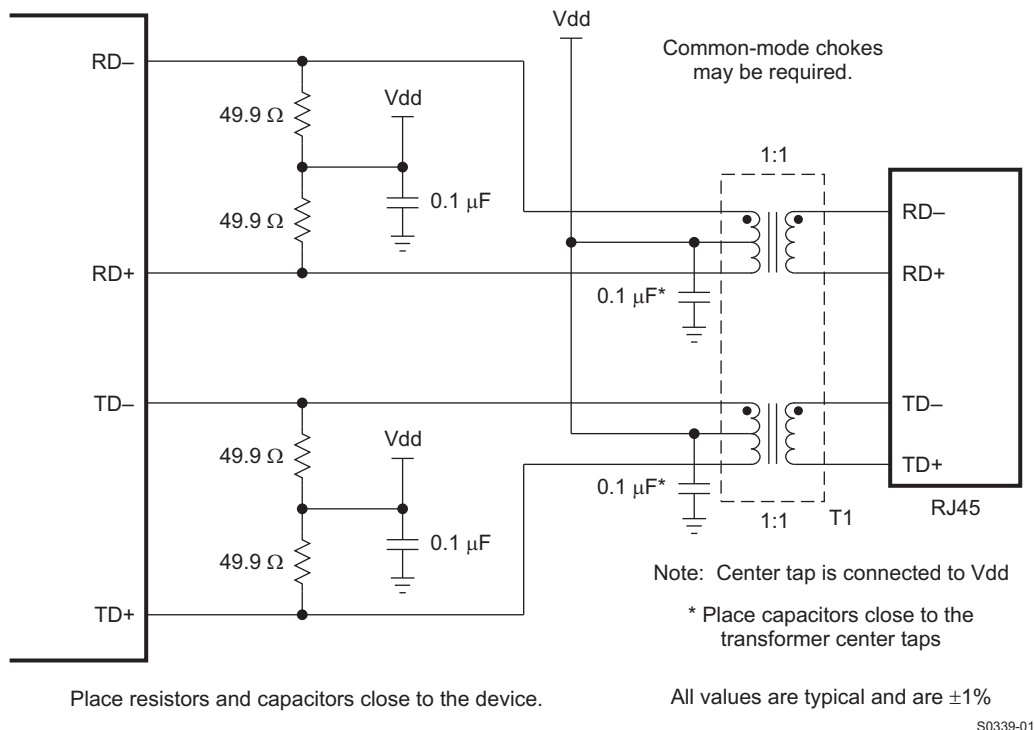 Vdd
Common-mode chokes
may be required.
RD–
49.9 Ω
Vdd
0.1 μF
49.9 Ω
RD+
1:1
RD–
RD+
0.1 μF*
TD–
49.9 Ω
Vdd
0.1 μF
49.9 Ω
TD+
TD–
TD+
0.1 μF*
1:1
T1
RJ45
Note: Center tap is connected to Vdd
* Place capacitors close to the
transformer center taps
Place resistors and capacitors close to the device.
All values are typical and are ±1%
S0339-01